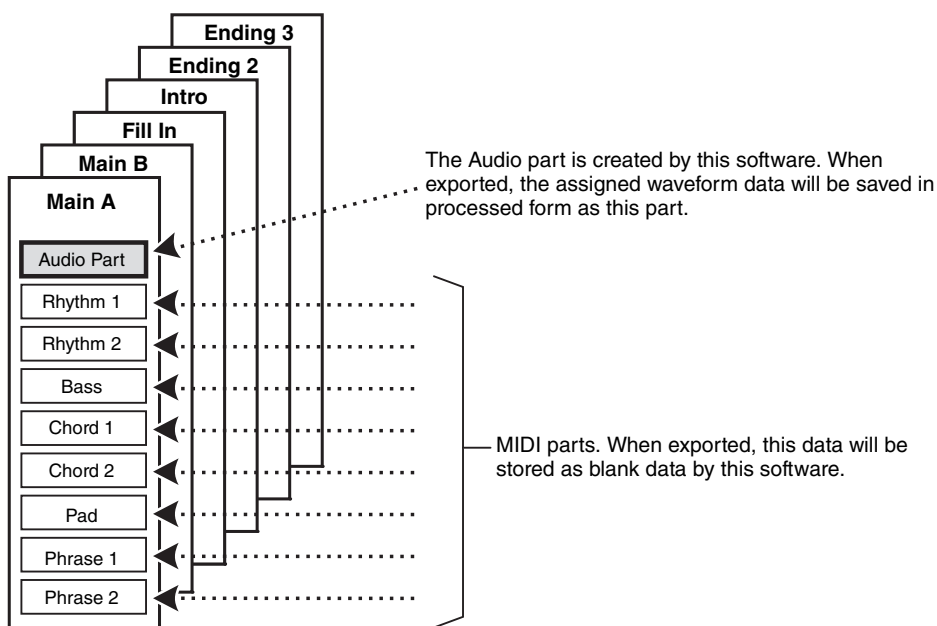 Ending 3
Ending 2
Intro
Fill In
Main B
Main A
The Audio part is created by this software. When
exported, the assigned waveform data will be saved in
processed form as this part.
Audio Part
Rhythm 1
Rhythm 2
Bass
Chord 1
Chord 2
Pad
Phrase 1
Phrase 2
MIDI parts. When exported, this data will be
stored as blank data by this software.